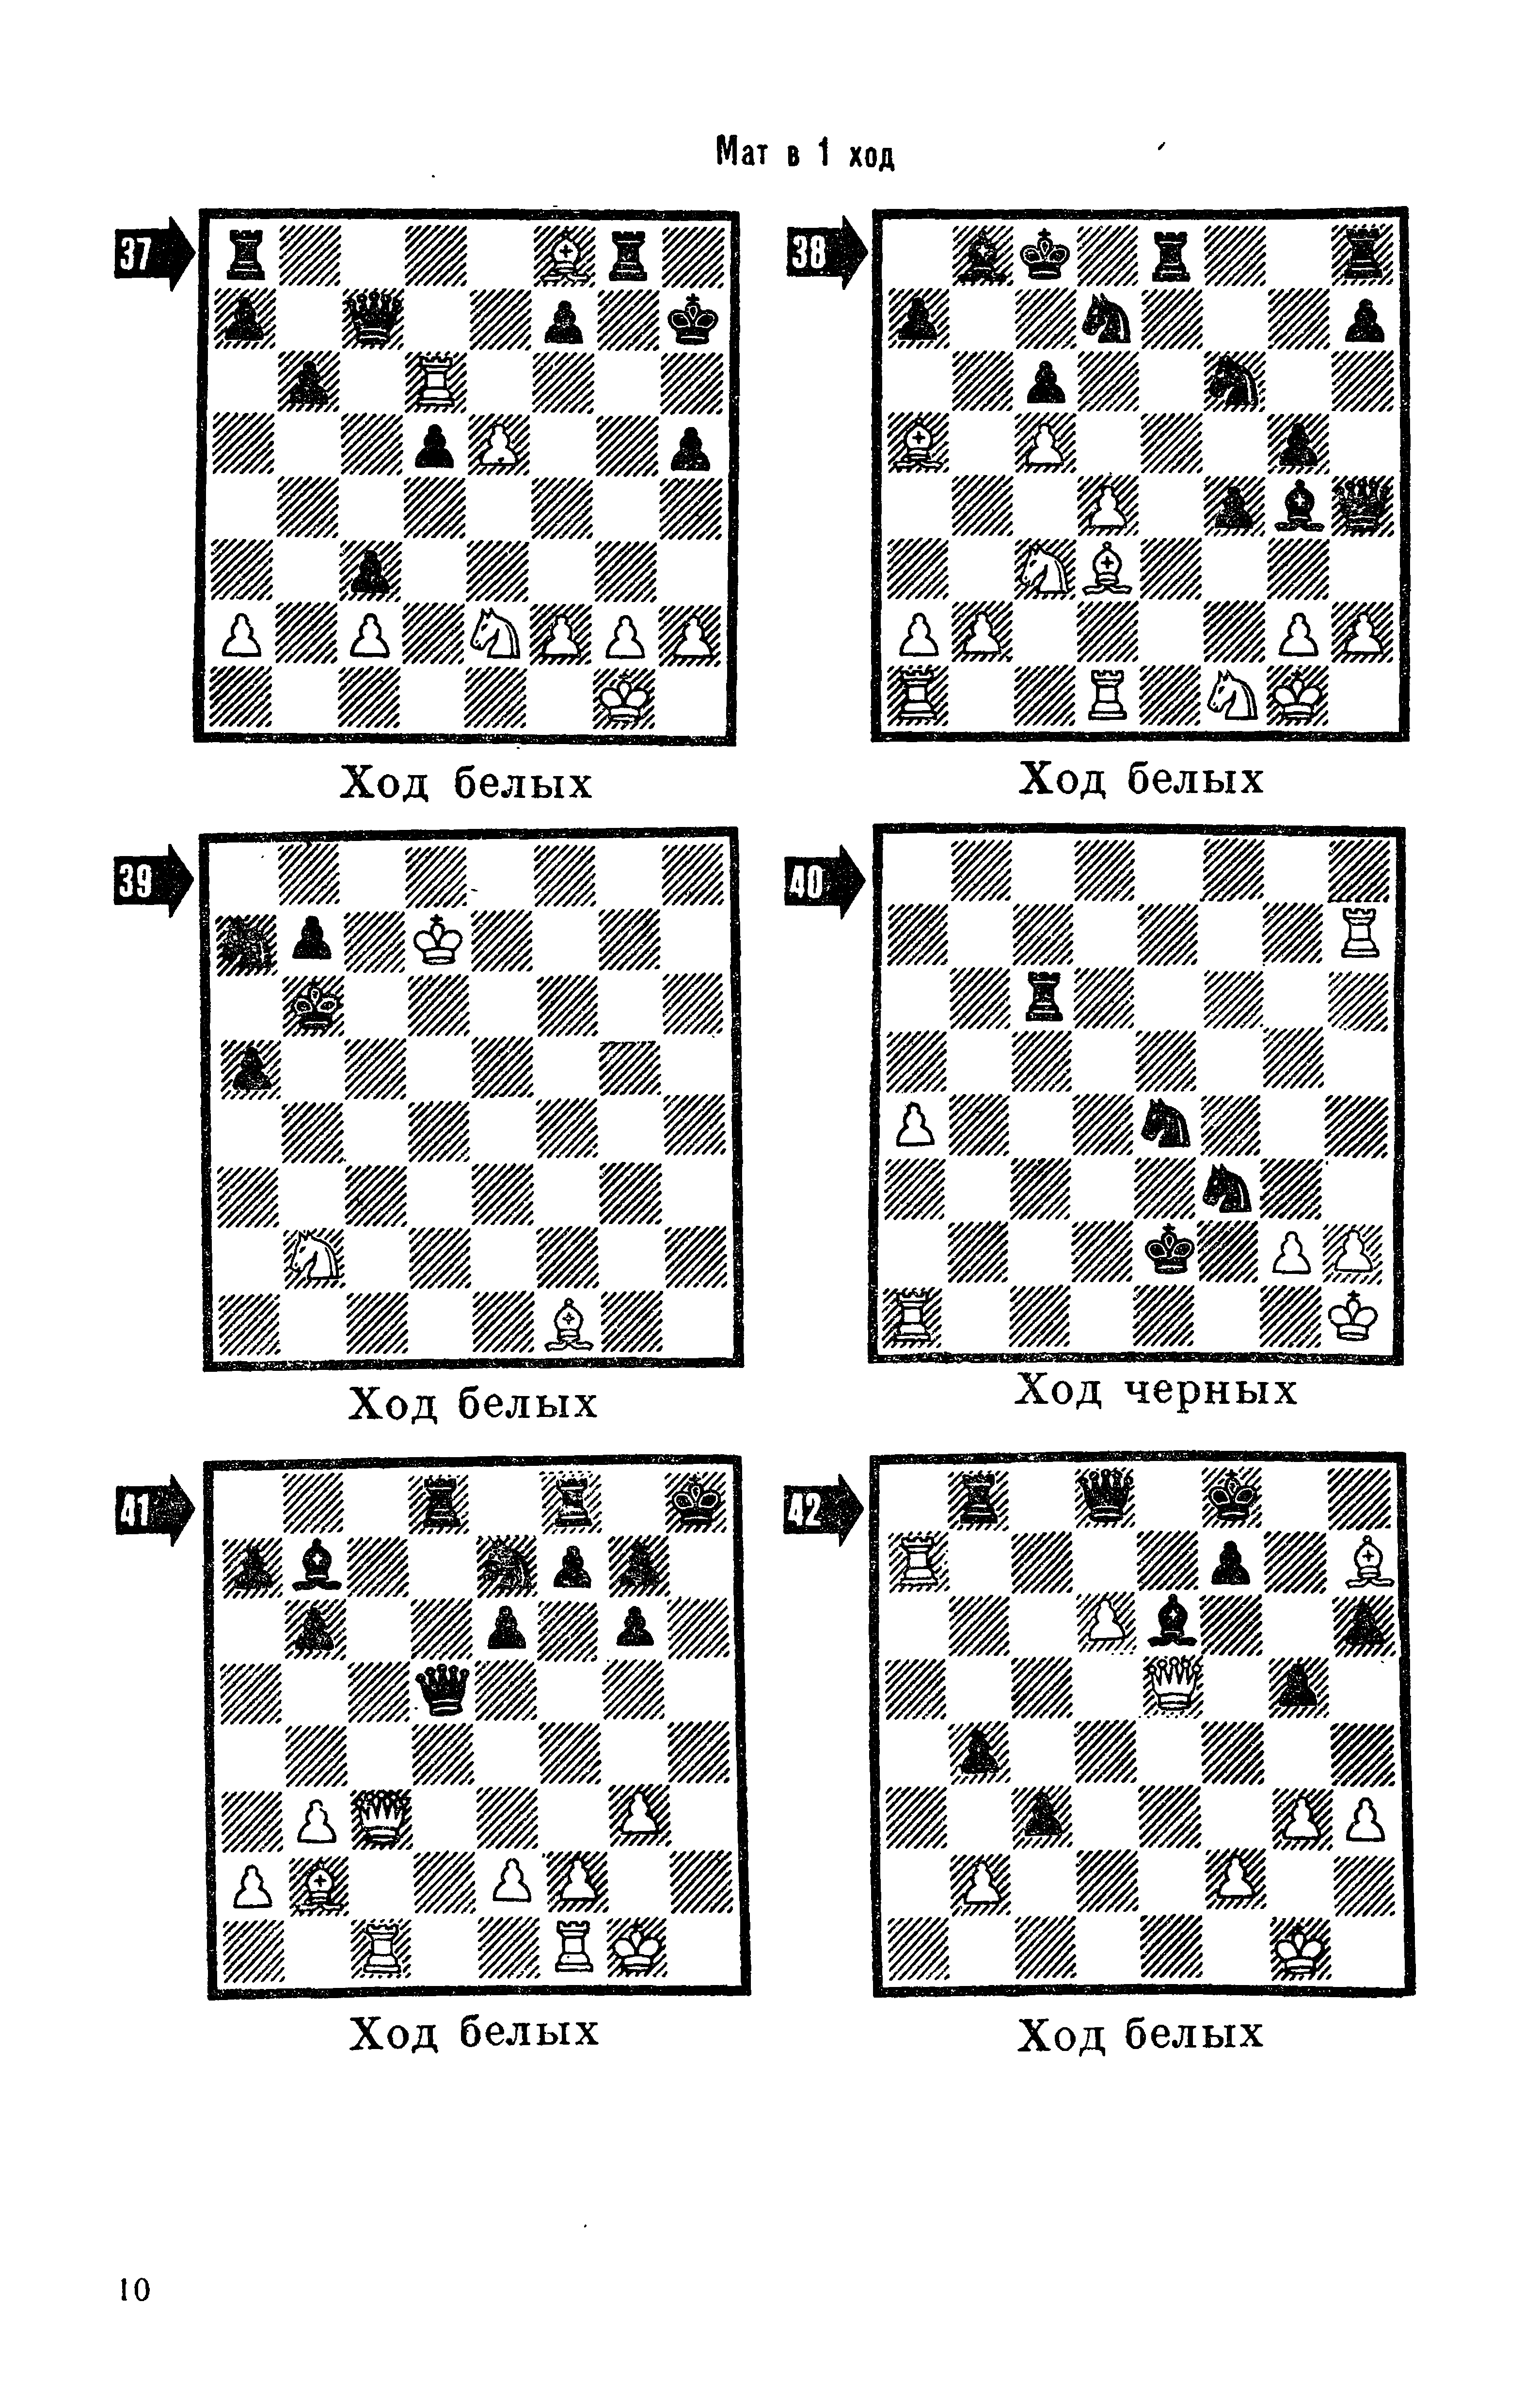 Мат в 1 ход
37
38
Ход белых
Ход белых
39
40
Ход белых
Ход черных
41
42
Ход белых
Ход белых
10